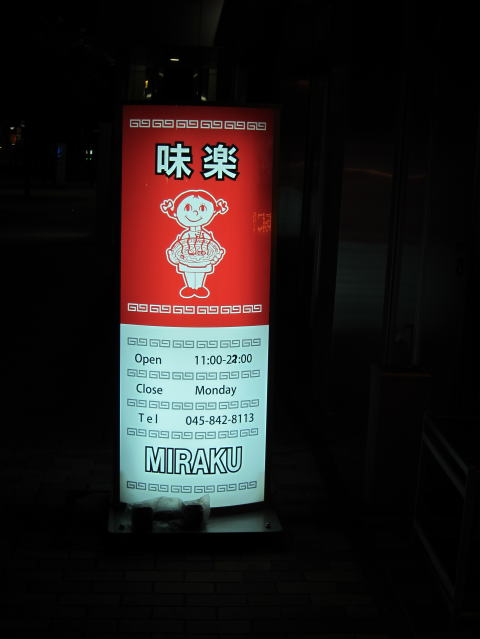 味楽
Open 11:00-22:00
Close Monday
Tel 045-842-8113
MIRAKU